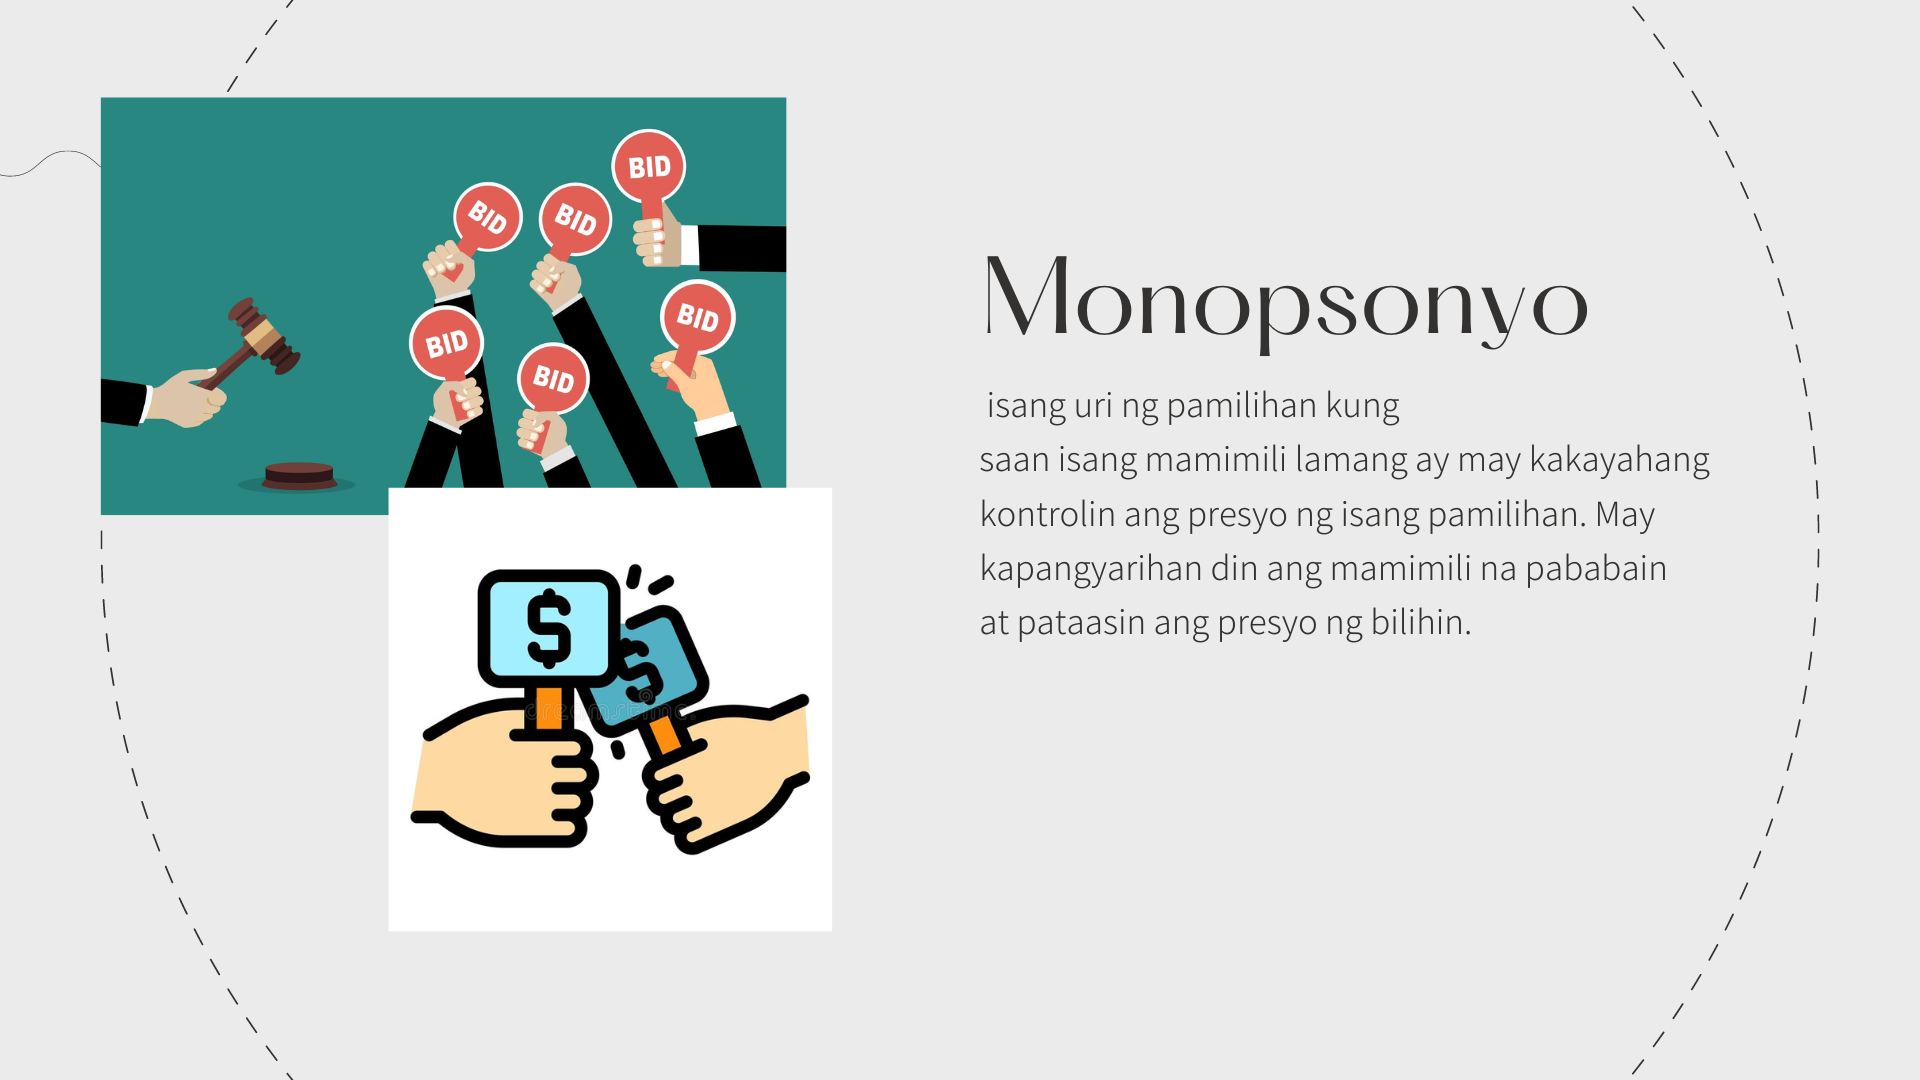 BID
BID
BID
BID
BID
BID
$
$
dreamstime.
Monopsonyo
isang uri ng pamilihan kung
saan isang mamimili lamang ay may kakayahang
kontrolin ang presyo ng isang pamilihan. May
kapangyarihan din ang mamimili na pababain
at pataasin ang presyo ng bilihin.